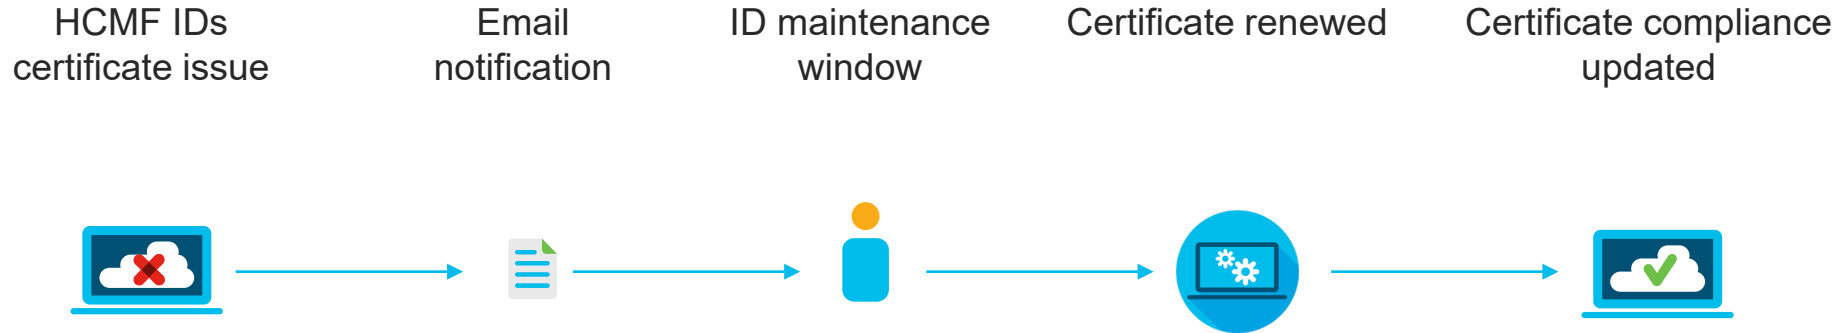 HCMF IDs
certificate issue
Email
notification
ID maintenance
window
Certificate renewed
Certificate compliance
updated